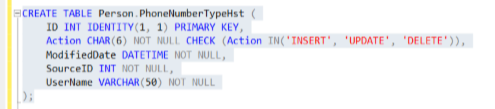 CREATE TABLE Person.PhoneNumberTypeHst (
ID INT IDENTITY(1, 1) PRIMARY KEY,
Action CHAR(6) NOT NULL CHECK (Action IN('INSERT', 'UPDATE', 'DELETE')),
ModifiedDate DATETIME NOT NULL,
SourceID INT NOT NULL,
UserName VARCHAR(50) NOT NULL
);